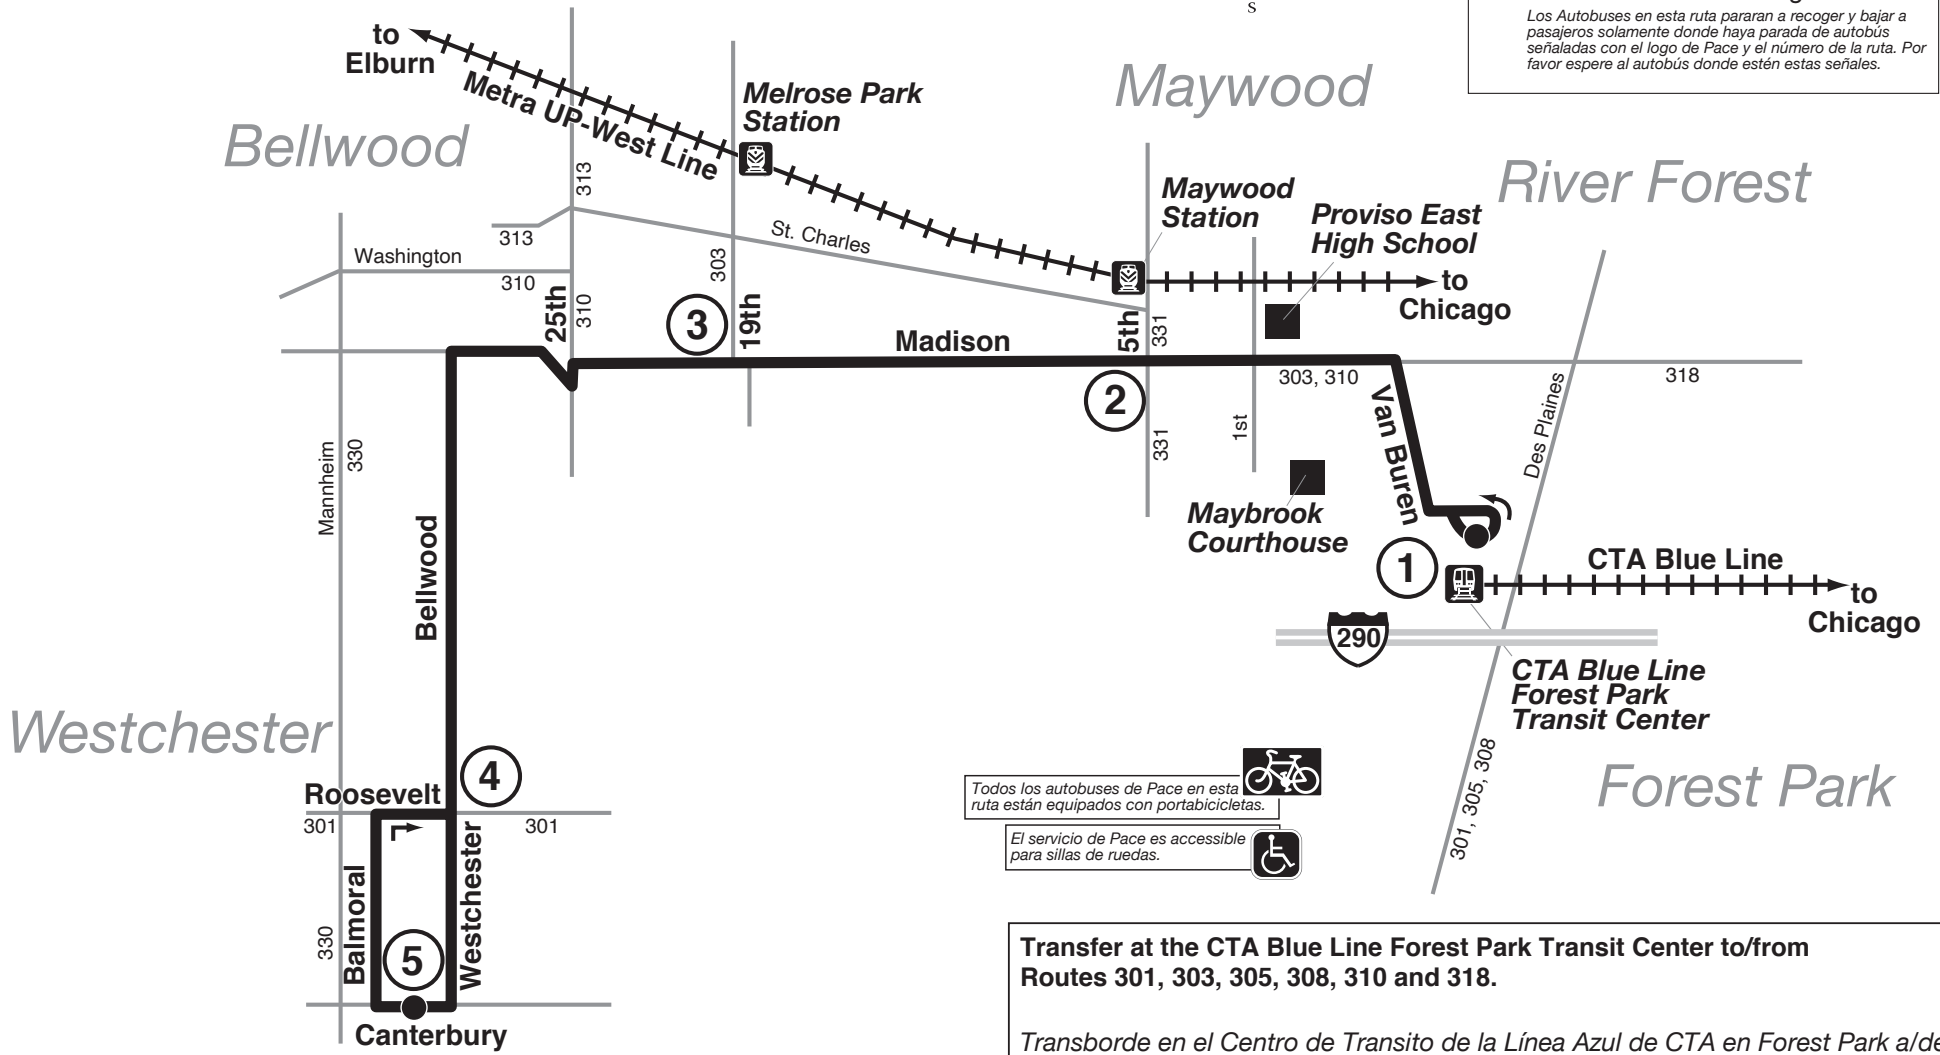 s
Los Autobuses en esta ruta pararan a recoger y bajar a
pasajeros solamente donde haya parada de autobús
señaladas con el logo de Pace y el número de la ruta. Por
favor espere al autobús donde estén estas señales.
to
Elburn
Metra UP-West Line
Melrose Park
Station
Maywood
Bellwood
River Forest
313
313
Maywood
Station
Proviso East
High School
St. Charles
Washington
310
303
to
Chicago
25th
310
3
19th
Madison
5th
331
303, 310
318
2
Van Buren
Des Plaines
1st
331
Mannheim
330
Maybrook
Courthouse
Bellwood
1
CTA Blue Line
to
Chicago
290
CTA Blue Line
Forest Park
Transit Center
Westchester
301, 305, 308
Forest Park
4
Roosevelt
301
301
Todos los autobuses de Pace en esta
ruta están equipados con portabicicletas.
El servicio de Pace es accessible
para sillas de ruedas.
330
Balmoral
5
Westchester
Canterbury
Transfer at the CTA Blue Line Forest Park Transit Center to/from
Routes 301, 303, 305, 308, 310 and 318.
Transborde en el Centro de Transito de la Línea Azul de CTA en Forest Park a/de